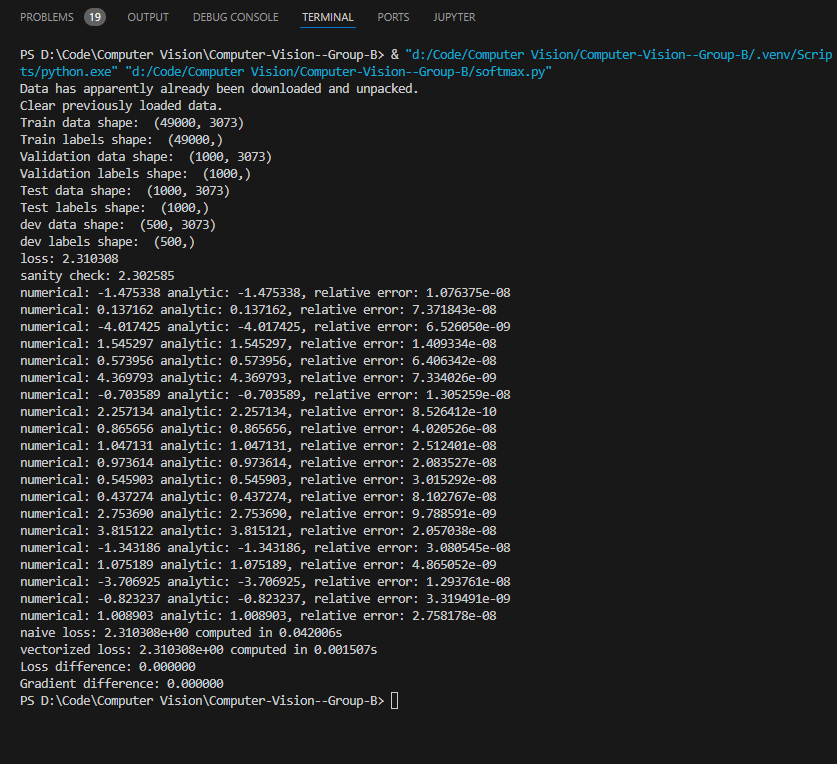 PROBLEMS 19 OUTPUT DEBUG CONSOLE TERMINAL PORTS JUPYTER
PS D:\Code\Computer Vision\Computer-Vision--Group-B> & "d:/Code/Computer Vision/Computer-Vision--Group-B/.venv/Scrip
ts/python.exe" "d:/Code/Computer Vision/Computer-Vision--Group-B/softmax.py"
Data has apparently already been downloaded and unpacked.
Clear previously loaded data.
Train data shape:  (49000, 3073)
Train labels shape:  (49000,)
Validation data shape:  (1000, 3073)
Validation labels shape:  (1000,)
Test data shape:  (1000, 3073)
Test labels shape:  (1000,)
dev data shape:  (500, 3073)
dev labels shape:  (500,)
loss: 2.310308
sanity check: 2.302585
numerical: -1.475338 analytic: -1.475338, relative error: 1.076375e-08
numerical: 0.137162 analytic: 0.137162, relative error: 7.371843e-08
numerical: -4.017425 analytic: -4.017425, relative error: 6.526050e-09
numerical: 1.545297 analytic: 1.545297, relative error: 1.409334e-08
numerical: 0.573956 analytic: 0.573956, relative error: 6.406342e-08
numerical: 4.369793 analytic: 4.369793, relative error: 7.334026e-09
numerical: -0.703589 analytic: -0.703589, relative error: 1.305259e-08
numerical: 2.257134 analytic: 2.257134, relative error: 8.526412e-10
numerical: 0.865656 analytic: 0.865656, relative error: 4.020526e-08
numerical: 1.047131 analytic: 1.047131, relative error: 2.512401e-08
numerical: 0.973614 analytic: 0.973614, relative error: 2.083527e-08
numerical: 0.545903 analytic: 0.545903, relative error: 3.015292e-08
numerical: 0.437274 analytic: 0.437274, relative error: 8.102767e-08
numerical: 2.753690 analytic: 2.753690, relative error: 9.788591e-09
numerical: 3.815122 analytic: 3.815121, relative error: 2.057038e-08
numerical: -1.343186 analytic: -1.343186, relative error: 3.080545e-08
numerical: 1.075189 analytic: 1.075189, relative error: 4.865052e-09
numerical: -3.706925 analytic: -3.706925, relative error: 1.293761e-08
numerical: -0.823237 analytic: -0.823237, relative error: 3.319491e-09
numerical: 1.008903 analytic: 1.008903, relative error: 2.758178e-08
naive loss: 2.310308e+00 computed in 0.042006s
vectorized loss: 2.310308e+00 computed in 0.001507s
Loss difference: 0.000000
Gradient difference: 0.000000
PS D:\Code\Computer Vision\Computer-Vision--Group-B>